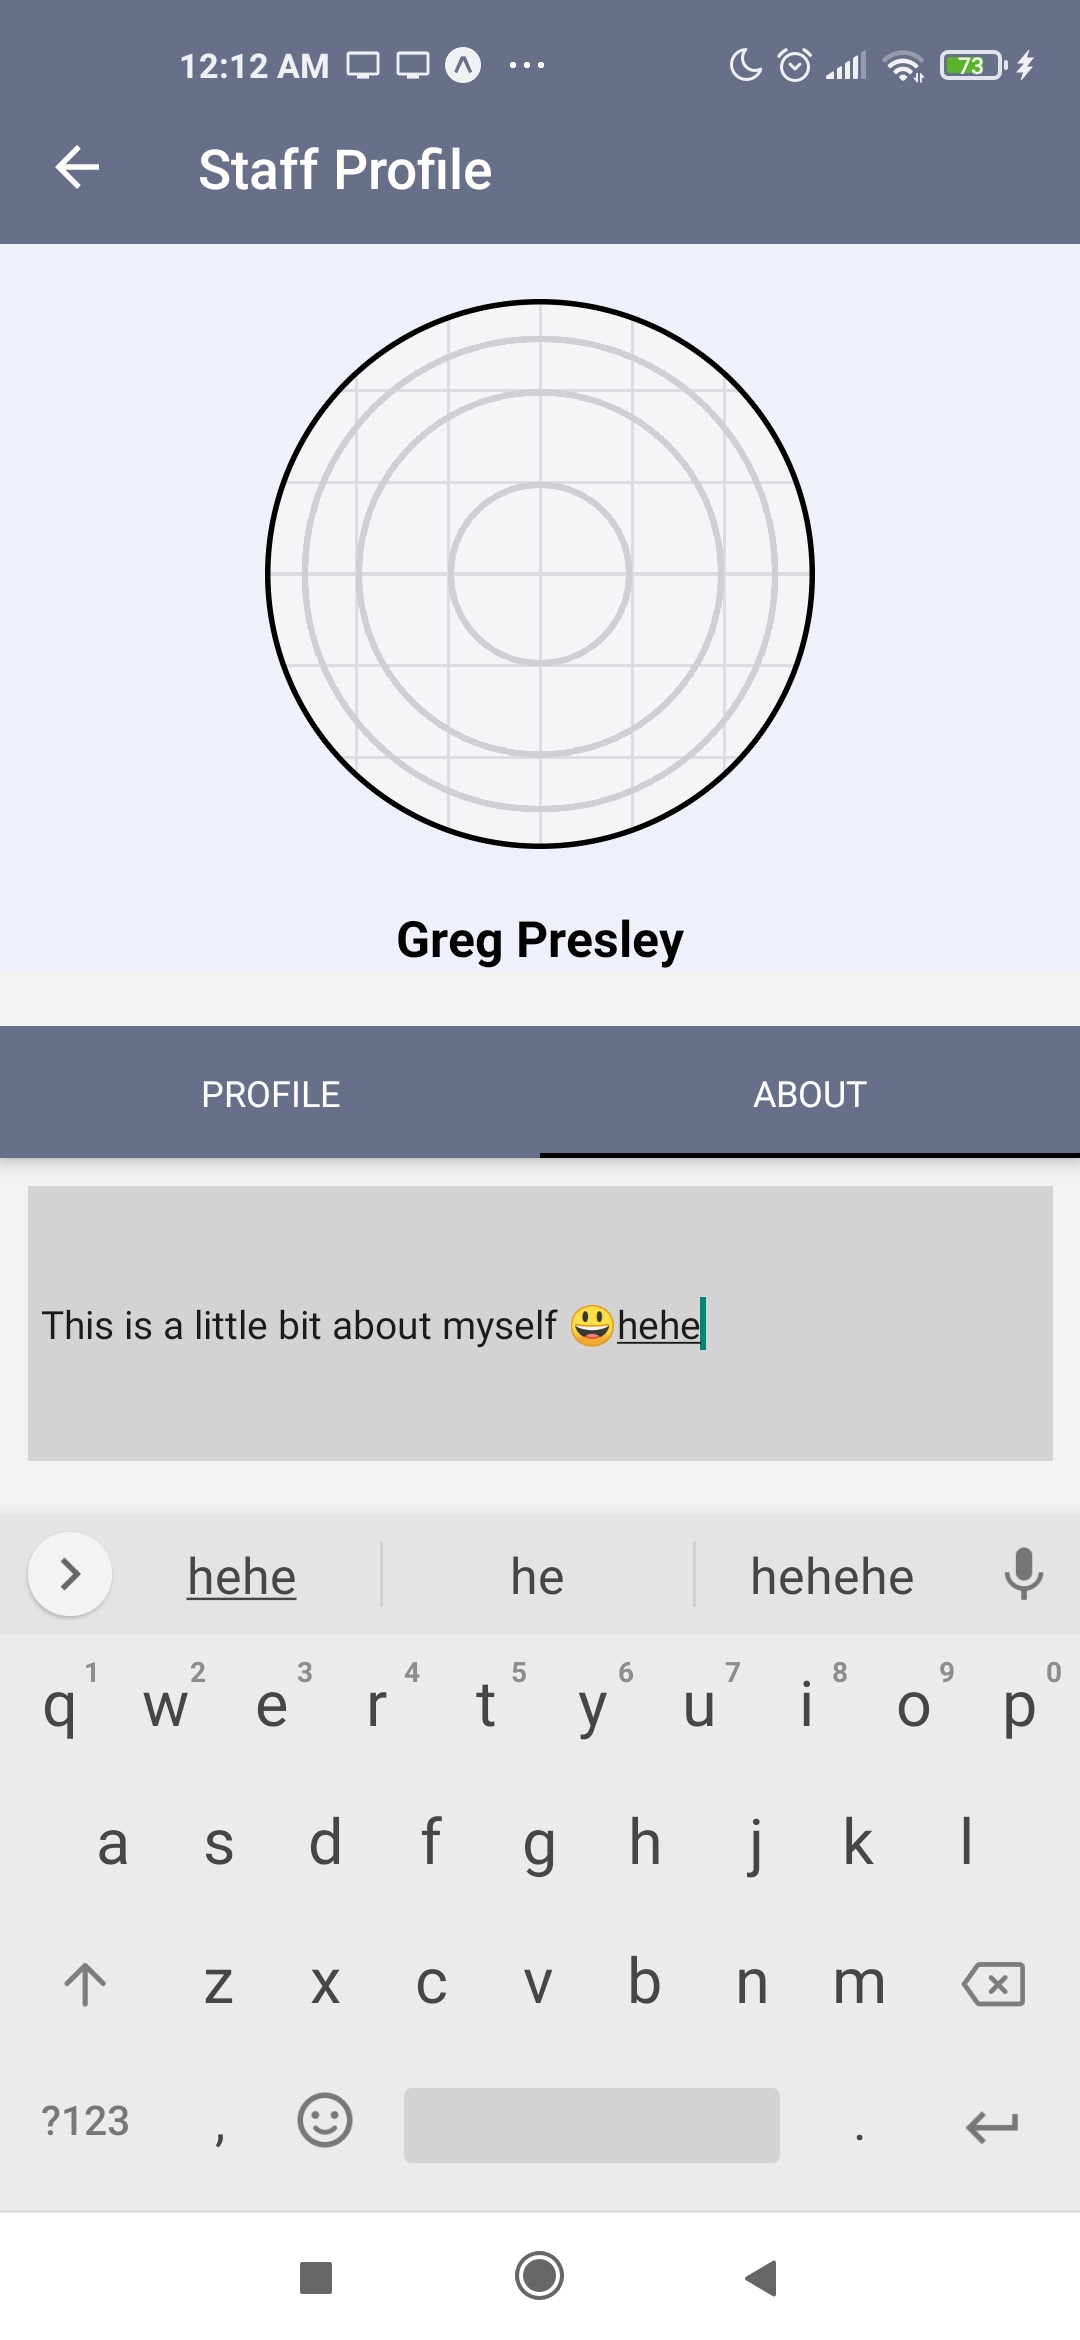 12:12 AM
73
Staff Profile
Greg Presley
PROFILE ABOUT
This is a little bit about myself 😃hehe
hehe he hehehe
1 2 3 4 5 6 7 8 9 0
q w e r t y u i o p
a s d f g h j k l
z x c v b n m
?123 , .